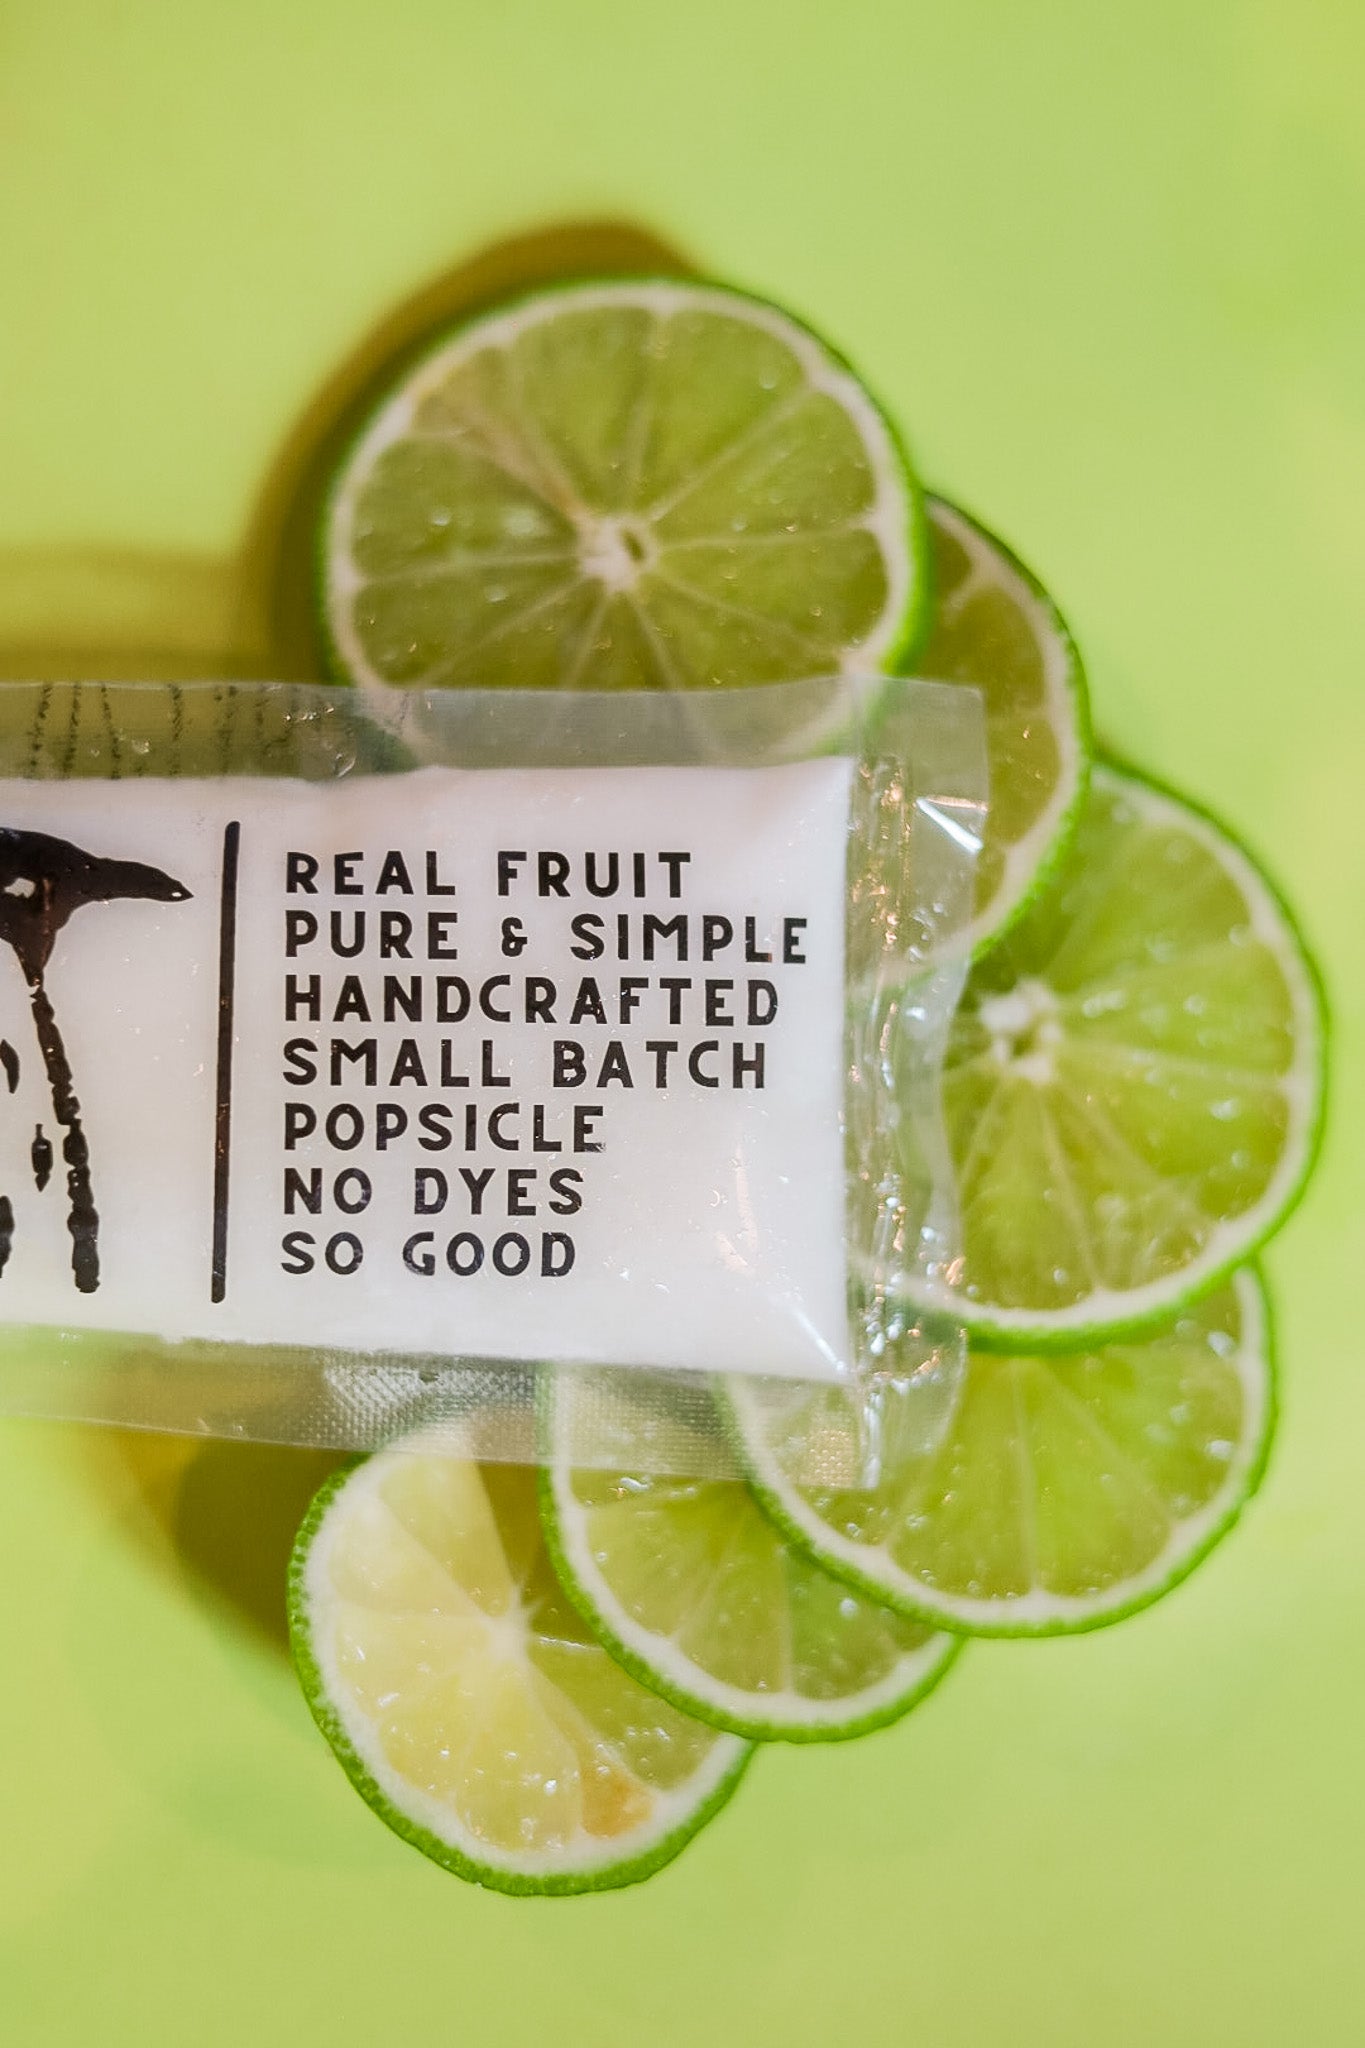 REAL FRUIT
PURE & SIMPLE
HANDCRAFTED
SMALL BATCH
POPSICLE
NO DYES
SO GOOD